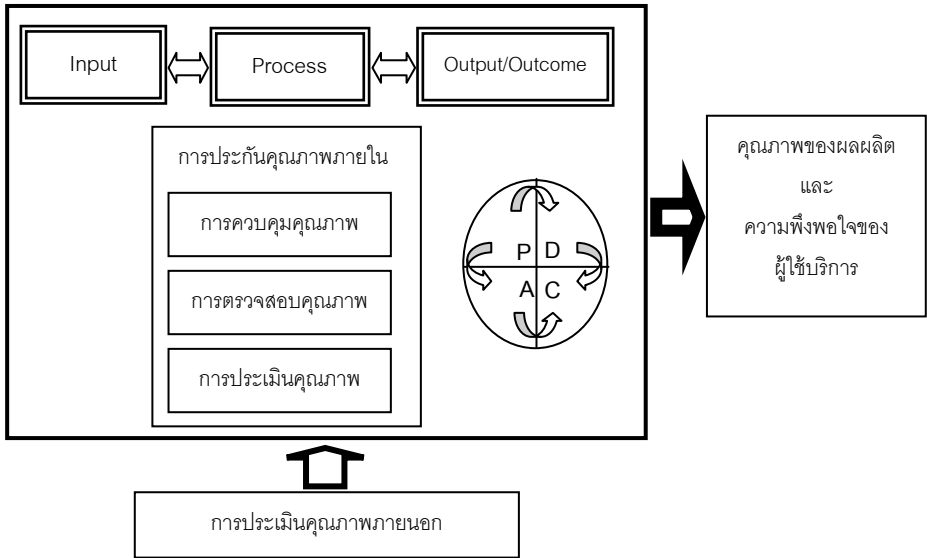 Input
Process
Output/Outcome
การประกันคุณภาพภายใน
การควบคุมคุณภาพ
การตรวจสอบคุณภาพ
การประเมินคุณภาพ
P D
A C
คุณภาพของผลผลิต
และ
ความพึงพอใจของ
ผู้ใช้บริการ
การประเมินคุณภาพภายนอก